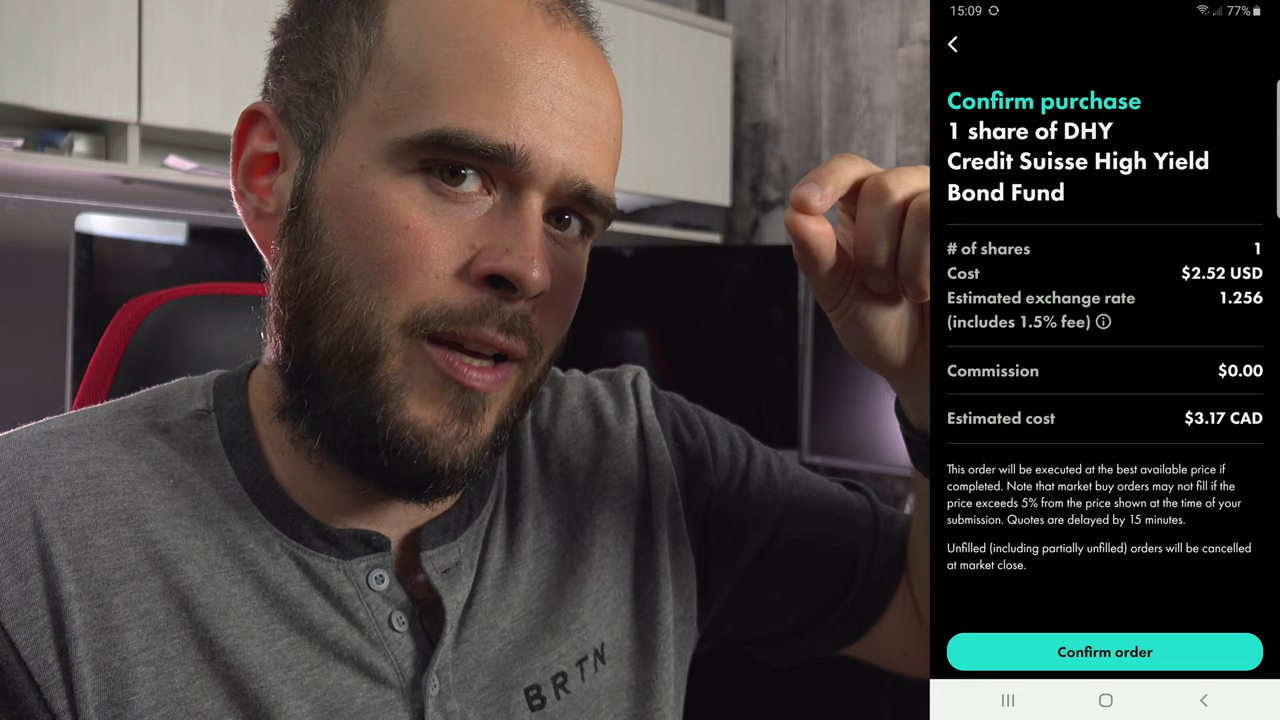 15:09
77%
Confirm purchase
1 share of DHY
Credit Suisse High Yield
Bond Fund
# of shares 1
Cost $2.52 USD
Estimated exchange rate 1.256
(includes 1.5% fee)
Commission $0.00
Estimated cost $3.17 CAD
This order will be executed at the best available price if
completed. Note that market buy orders may not fill if the
price exceeds 5% from the price shown at the time of your
submission. Quotes are delayed by 15 minutes.
Unfilled (including partially unfilled) orders will be cancelled
at market close.
Confirm order
BRTN